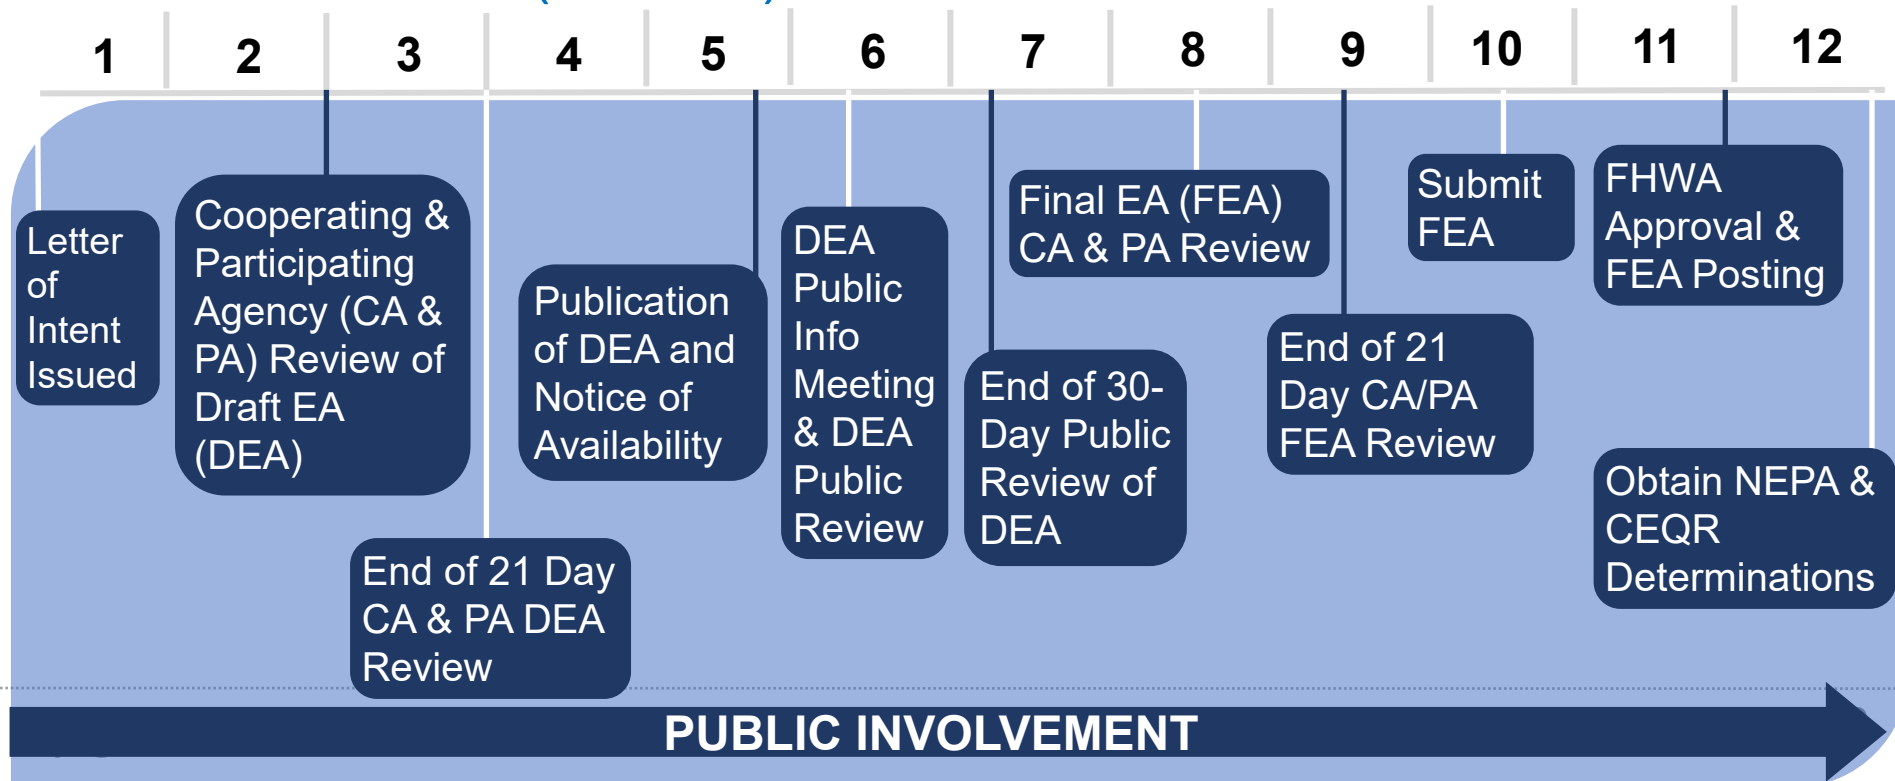 1 2 3 4 5 6 7 8 9 10 11 12
Letter
of
Intent
Issued
Cooperating &
Participating
Agency (CA &
PA) Review of
Draft EA
(DEA)
End of 21 Day
CA & PA DEA
Review
Publication
of DEA and
Notice of
Availability
DEA
Public
Info
Meeting
& DEA
Public
Review
End of 30-
Day Public
Review of
DEA
Final EA (FEA)
CA & PA Review
End of 21
Day CA/PA
FEA Review
Submit
FEA
FHWA
Approval &
FEA Posting
Obtain NEPA &
CEQR
Determinations
PUBLIC INVOLVEMENT